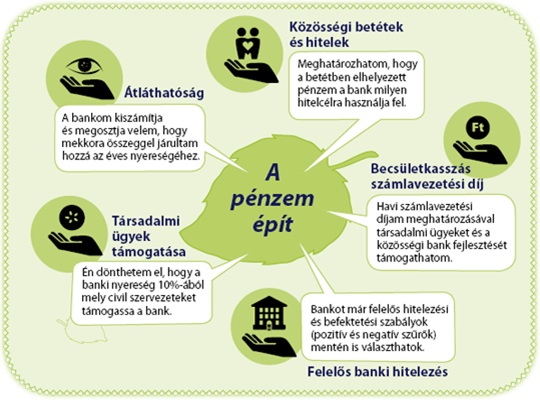 Közösségi betétek
és hitelek
Meghatározhatom, hogy
a betétben elhelyezett
pénzem a bank milyen
hitelcélra használja fel.
Átláthatóság
A bankom kiszámítja
és megosztja velem, hogy
mekkora összeggel járultam
hozzá az éves nyereségéhez.
Ft
Becsületkasszás
számlavezetési díj
Havi számlavezetési
díjam meghatározásával
társadalmi ügyeket és a
közösségi bank fejlesztését
támogathatom.
A
pénzem
épít
Társadalmi
ügyek
támogatása
Én dönthetem el, hogy a
banki nyereség 10%-ából
mely civil szervezeteket
támogassa a bank.
Bankot már felelős hitelezési
és befektetési szabályok
(pozitív és negatív szűrők)
mentén is választhatok.
Felelős banki hitelezés